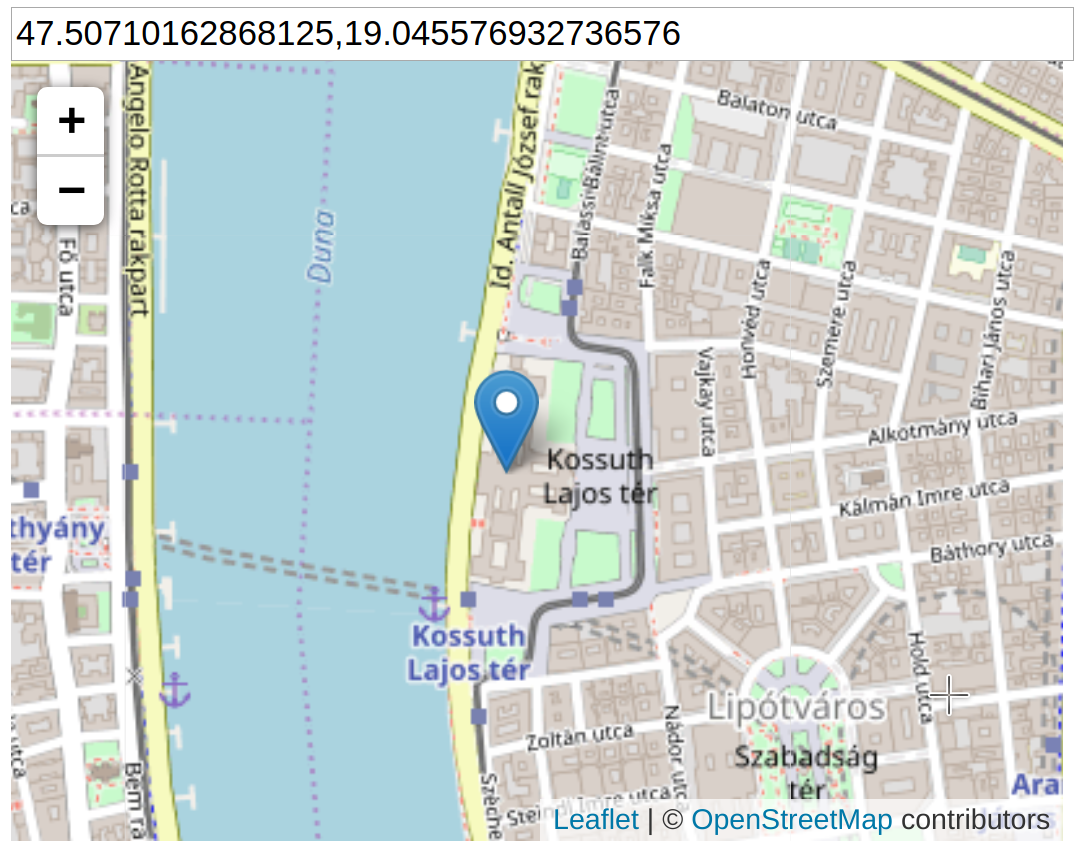 47.50710162868125,19.045576932736576
+
−
Angelo Rotta rakpart
Fő utca
Duna
Id. Antall József rak
Balassi Bálint utca
Falk Miksa utca
Balaton utca
Honvéd utca
Szemere utca
Bihari János utca
Vajkay utca
Alkotmány utca
Kossuth
Lajos tér
Kálmán Imre utca
Báthory utca
thyány
tér
Kossuth
Lajos tér
Hold utca
Lipótváros
Szabadság
tér
Zoltán utca
Nádor utc
Steindl Imre utca
Széche
utca
Bem ra
Ara
Leaflet | © OpenStreetMap contributors